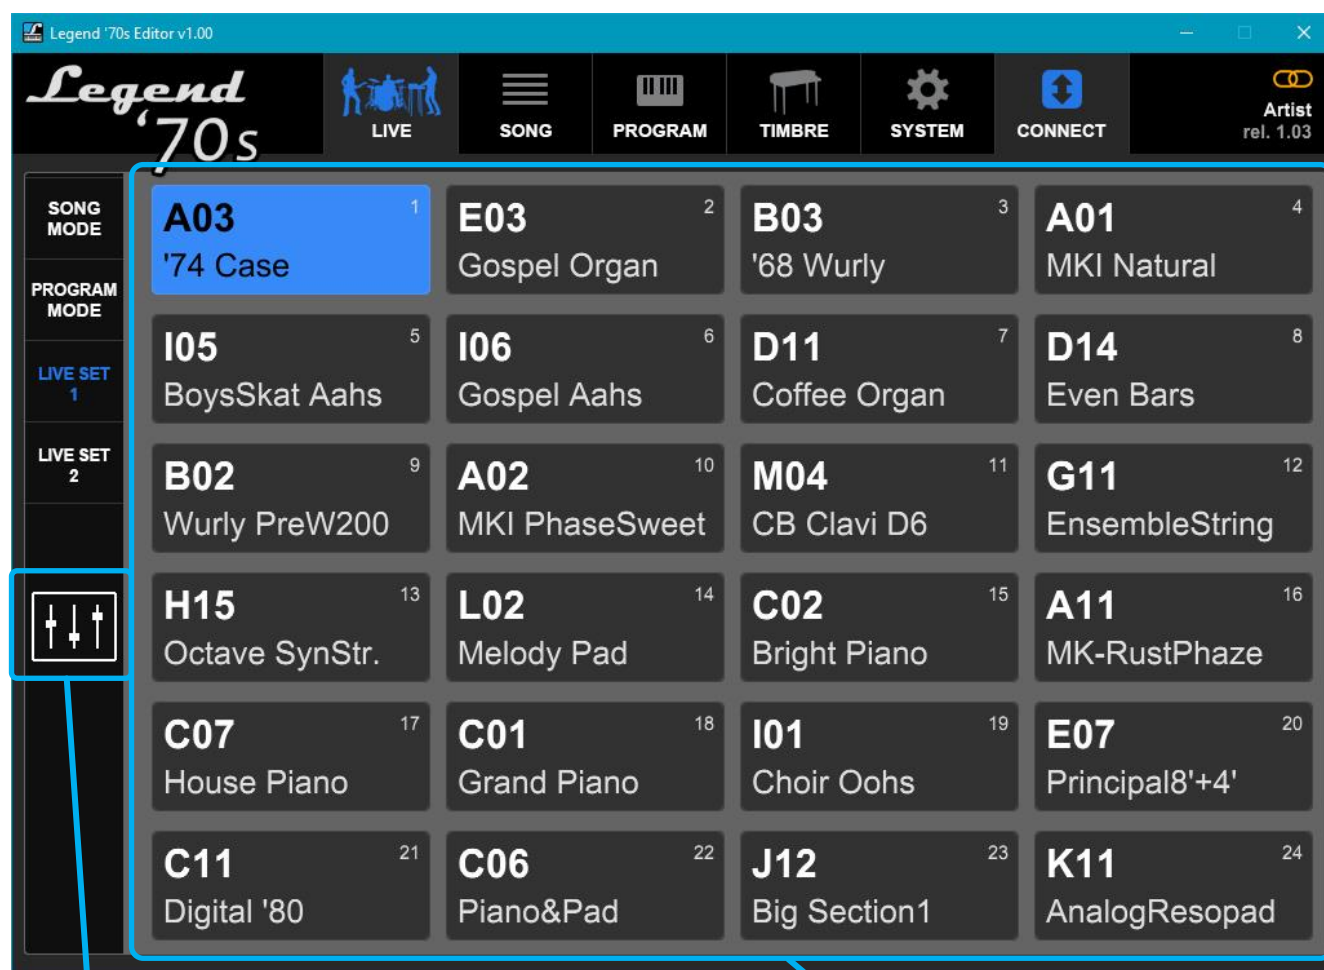 Legend '70s Editor v1.00
Legend
'70s
LIVE
SONG
PROGRAM
TIMBRE
SYSTEM
CONNECT
Artist
rel. 1.03
SONG
MODE
PROGRAM
MODE
LIVE SET
1
LIVE SET
2
A03 1
'74 Case
E03 2
Gospel Organ
B03 3
'68 Wurly
A01 4
MKI Natural
I05 5
BoysSkat Aahs
I06 6
Gospel Aahs
D11 7
Coffee Organ
D14 8
Even Bars
B02 9
Wurly PreW200
A02 10
MKI PhaseSweet
M04 11
CB Clavi D6
G11 12
EnsembleString
H15 13
Octave SynStr.
L02 14
Melody Pad
C02 15
Bright Piano
A11 16
MK-RustPhaze
C07 17
House Piano
C01 18
Grand Piano
I01 19
Choir Oohs
E07 20
Principal8'+4'
C11 21
Digital '80
C06 22
Piano&Pad
J12 23
Big Section1
K11 24
AnalogResopad